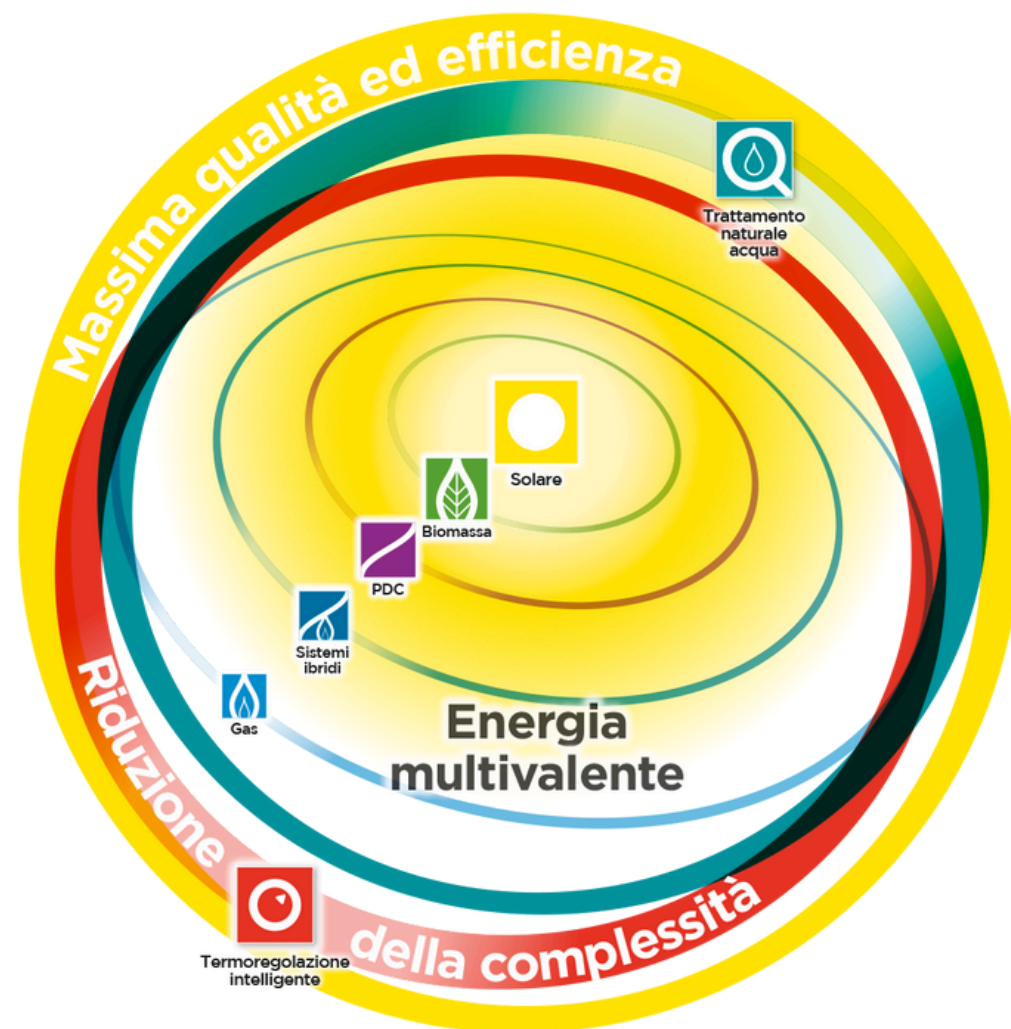 Massima qualità ed efficienza
Trattamento
naturale
acqua
Solare
Biomassa
PDC
Sistemi
ibridi
Gas
Energia
multivalente
Riduzione della complessità
Termoregolazione
intelligente